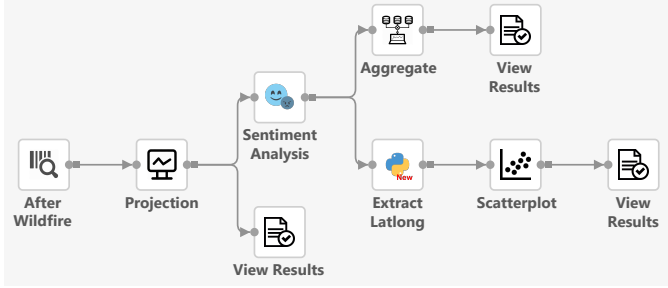 Aggregate
View
Results
Sentiment
Analysis
After
Wildfire
Projection
New
Extract
Latlong
Scatterplot
View
Results
View Results